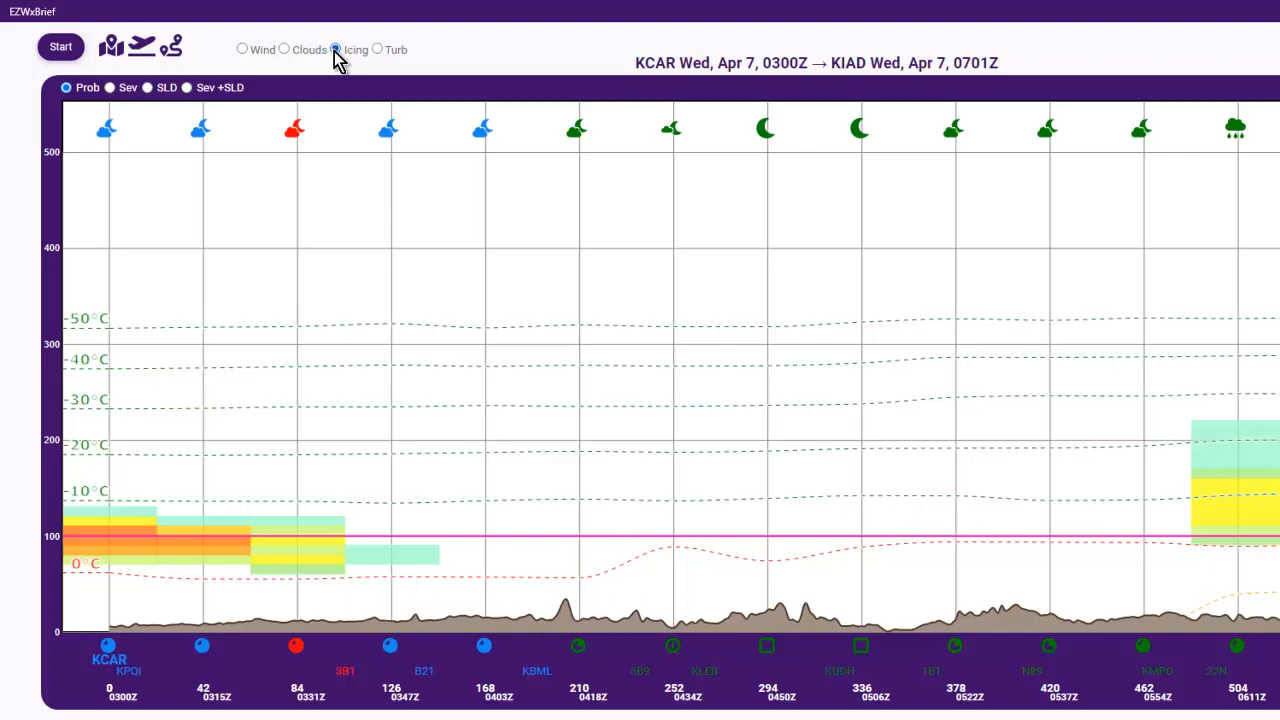 EZWxBrief
Start
Wind Clouds Icing Turb
KCAR Wed, Apr 7, 0300Z → KIAD Wed, Apr 7, 0701Z
Prob Sev SLD Sev +SLD
500
400
-50°C
300
-40°C
-30°C
-20°C
200
-10°C
100
0°C
0
KCAR
KPQI 3B1 B21 KBML 6B9 KLEB KDDH 1B1 N89 KMPO 22N
0 42 84 126 168 210 252 294 336 378 420 462 504
0300Z 0315Z 0331Z 0347Z 0403Z 0418Z 0434Z 0450Z 0506Z 0522Z 0537Z 0554Z 0611Z